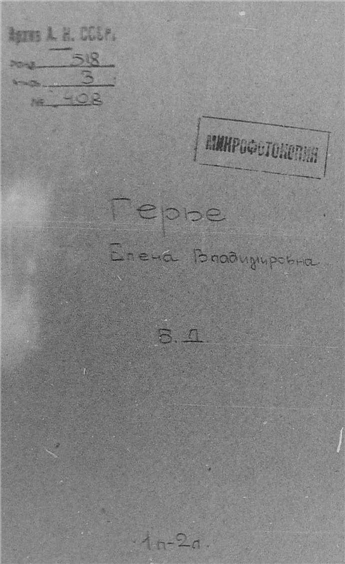 Архив А. Н. СССР.
Фонд 518
Опись 3
№ 408
МИКРОФОТОКОПИЯ
Герье
Елена Владимировна
Б.Д
1л-2л.